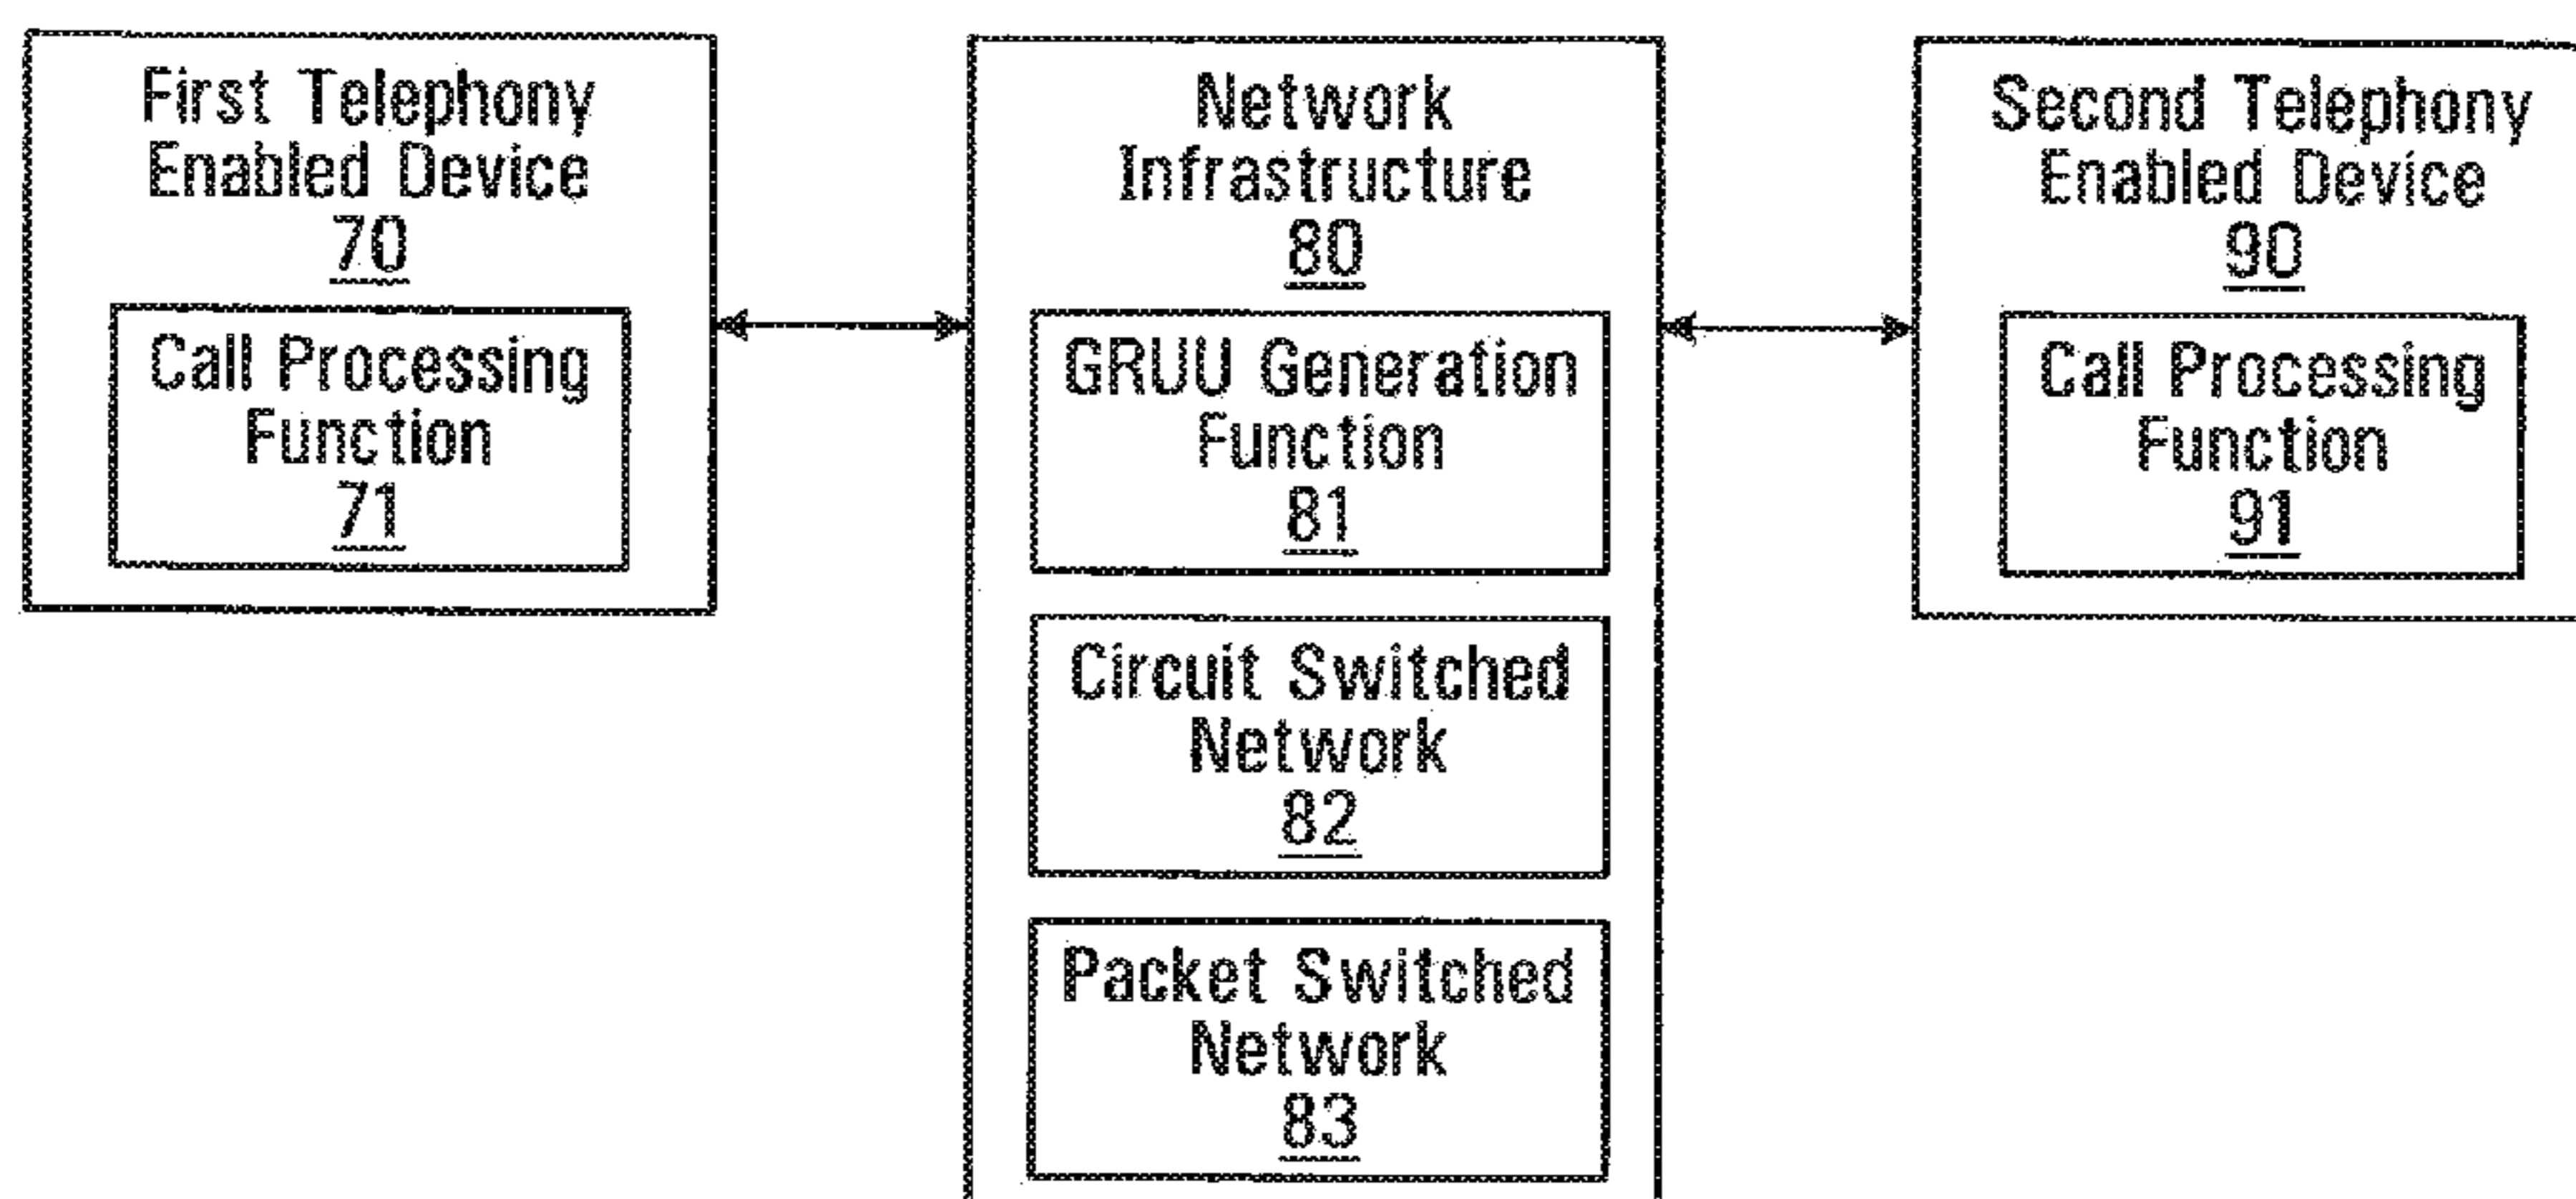 First Telephony
Enabled Device
70
Call Processing
Function
71
Network
Infrastructure
80
GRUU Generation
Function
81
Circuit Switched
Network
82
Packet Switched
Network
83
Second Telephony
Enabled Device
90
Call Processing
Function
91